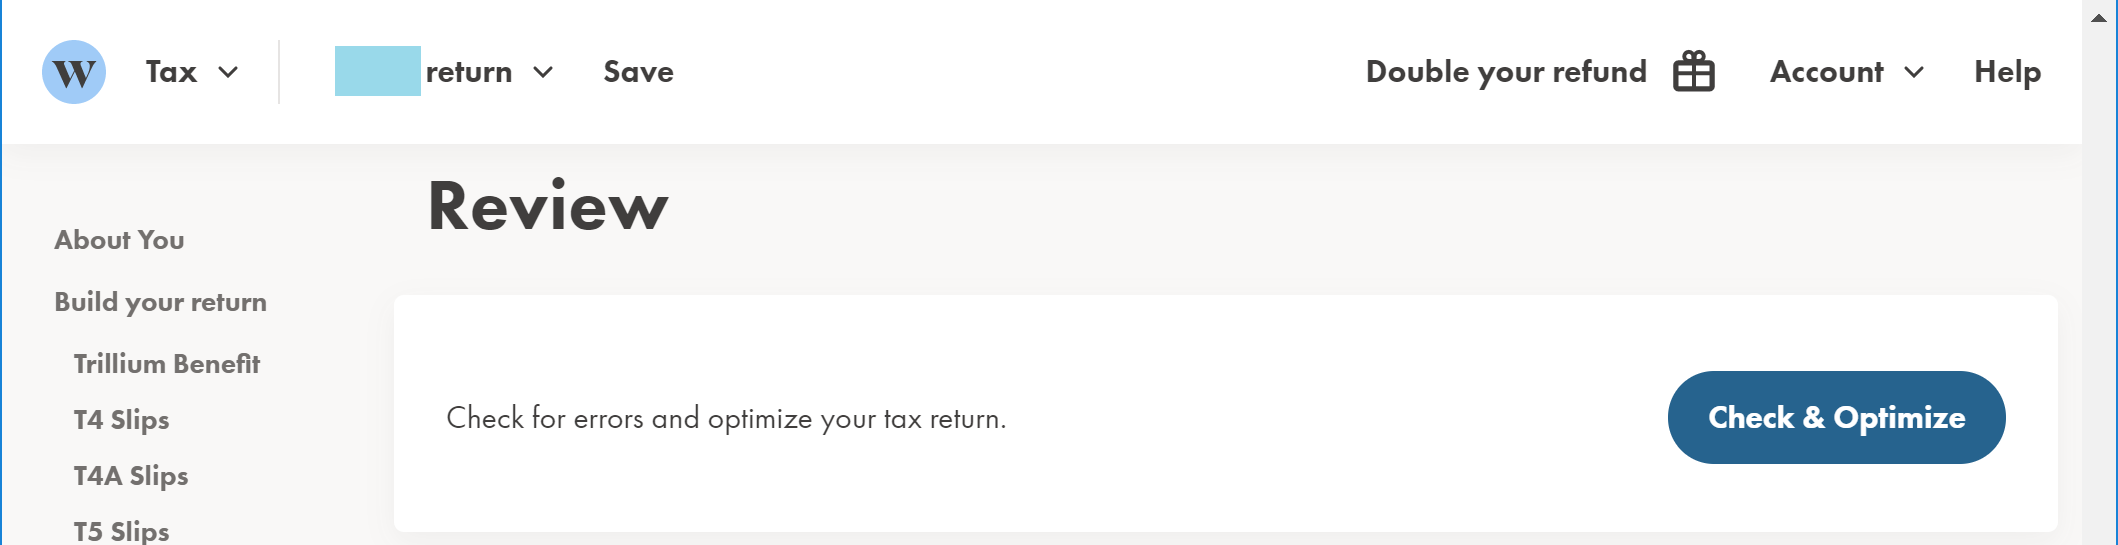 W Tax return Save Double your refund Account Help
Review
About You
Build your return
Trillium Benefit
T4 Slips
T4A Slips
T5 Slips
Check for errors and optimize your tax return.
Check & Optimize